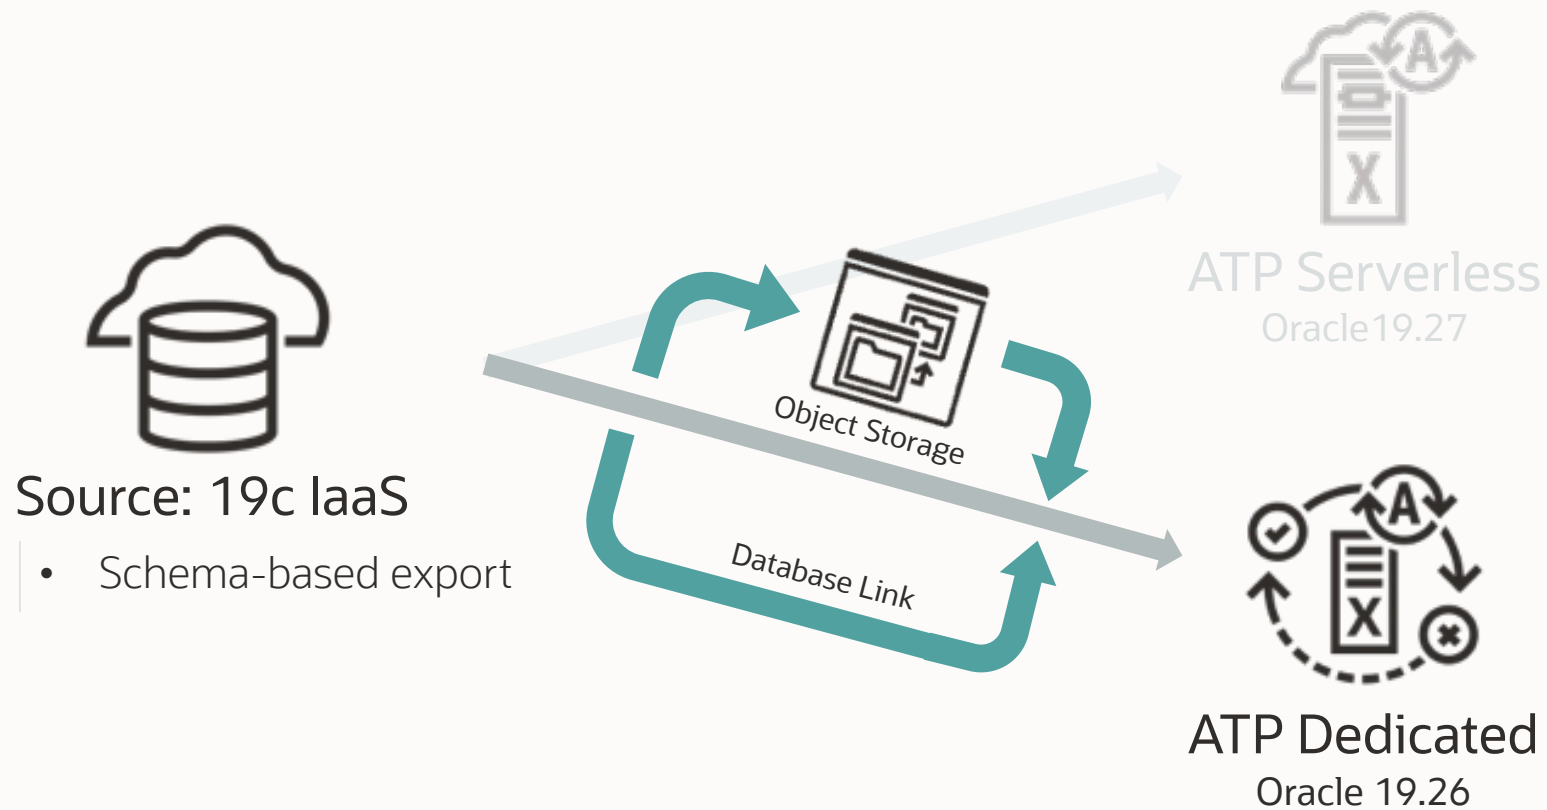 A
X
ATP Serverless
Oracle19.27
Object Storage
Source: 19c IaaS
• Schema-based export
Database Link
A
X
ATP Dedicated
Oracle 19.26